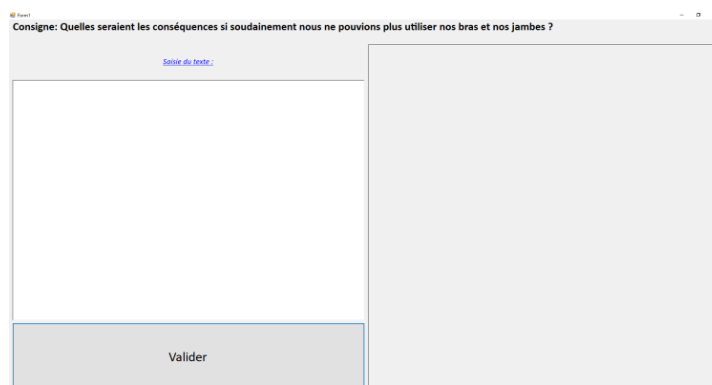 Form1
Consigne: Quelles seraient les conséquences si soudainement nous ne pouvions plus utiliser nos bras et nos jambes ?
Saisie du texte :
Valider